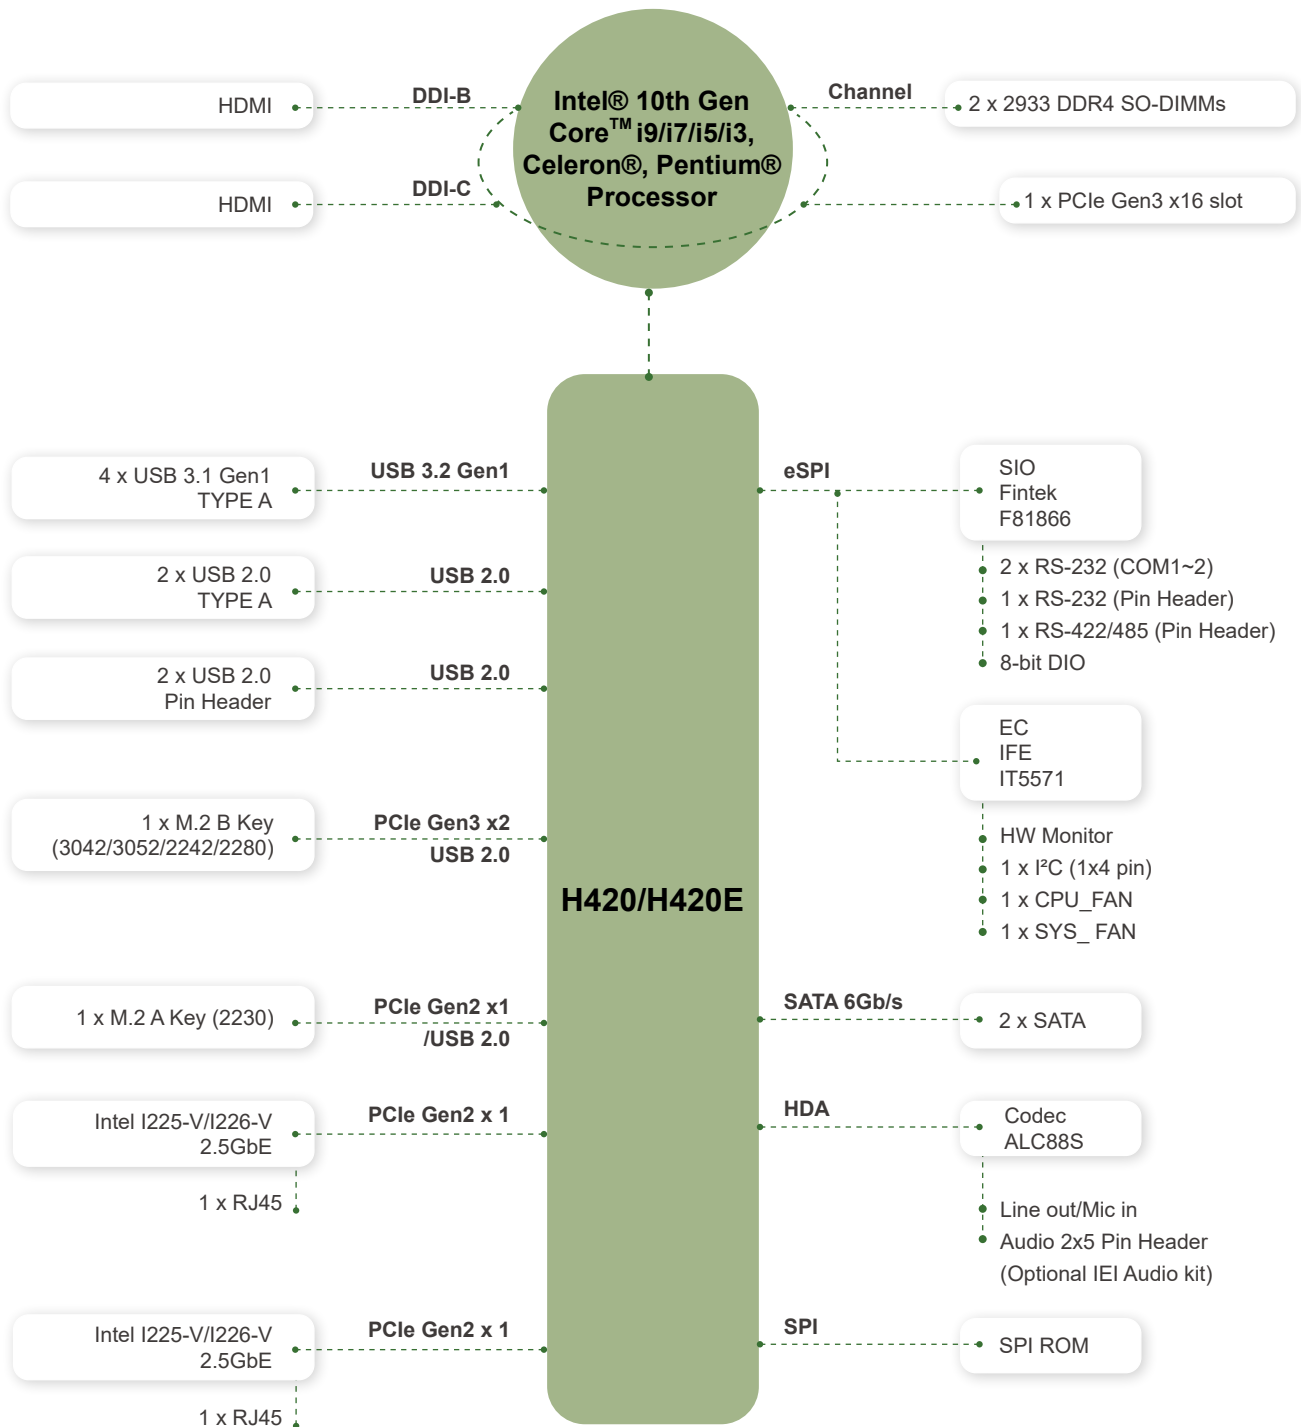 HDMI
DDI-B
Intel® 10th Gen
Core™ i9/i7/i5/i3,
Celeron®, Pentium®
Processor
Channel
2 x 2933 DDR4 SO-DIMMs
HDMI
DDI-C
1 x PCIe Gen3 x16 slot
4 x USB 3.1 Gen1
TYPE A
USB 3.2 Gen1
2 x USB 2.0
TYPE A
USB 2.0
2 x USB 2.0
Pin Header
USB 2.0
1 x M.2 B Key
(3042/3052/2242/2280)
PCIe Gen3 x2
USB 2.0
1 x M.2 A Key (2230)
PCIe Gen2 x1
/USB 2.0
Intel I225-V/I226-V
2.5GbE
PCIe Gen2 x 1
1 x RJ45
Intel I225-V/I226-V
2.5GbE
PCIe Gen2 x 1
1 x RJ45
H420/H420E
eSPI
SIO
Fintek
F81866
2 x RS-232 (COM1~2)
1 x RS-232 (Pin Header)
1 x RS-422/485 (Pin Header)
8-bit DIO
EC
IFE
IT5571
HW Monitor
1 x I²C (1x4 pin)
1 x CPU_FAN
1 x SYS_ FAN
SATA 6Gb/s
2 x SATA
HDA
Codec
ALC88S
Line out/Mic in
Audio 2x5 Pin Header
(Optional IEI Audio kit)
SPI
SPI ROM